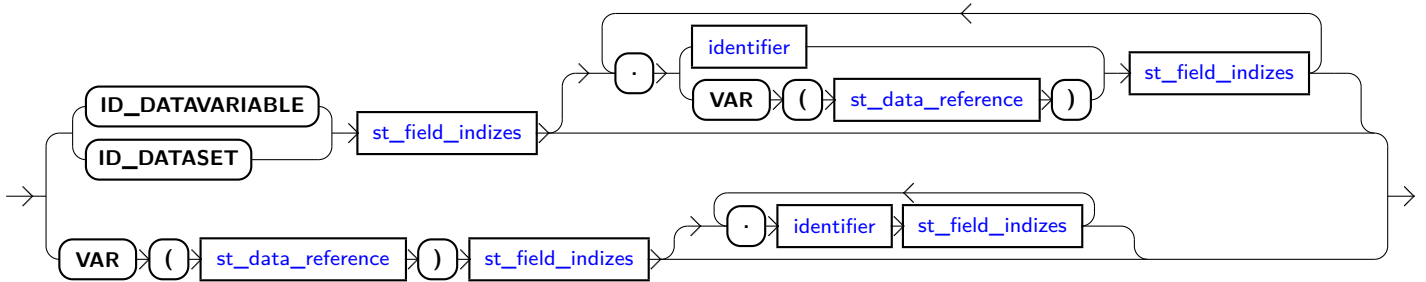 identifier
.
VAR ( st_data_reference ) st_field_indizes
ID_DATAVARIABLE
st_field_indizes
ID_DATASET
. identifier st_field_indizes
VAR ( st_data_reference ) st_field_indizes